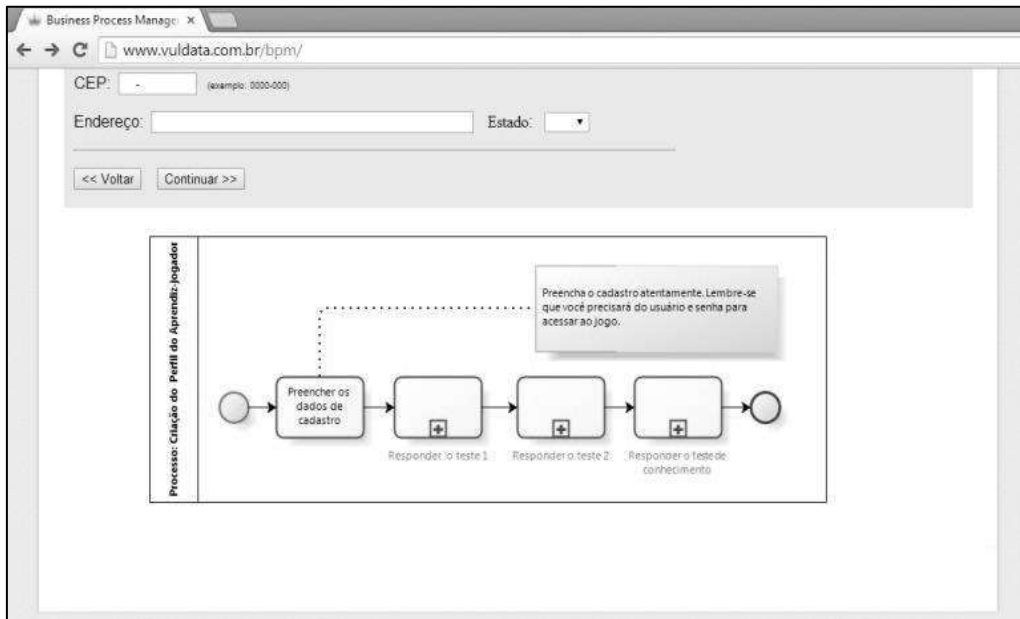 Business Process Manage
www.vuldata.com.br/bpm/
CEP: - (exemplo: 0000-000)
Endereço: Estado:
<< Voltar Continuar >>
Processo: Criação do Perfil do Aprendiz-Jogador
Preencha o cadastro atentamente. Lembre-se
que você precisará do usuário e senha para
acessar ao jogo.
Preencher os
dados de
cadastro
Responder o teste 1
Responder o teste 2
Responder o teste de
conhecimento